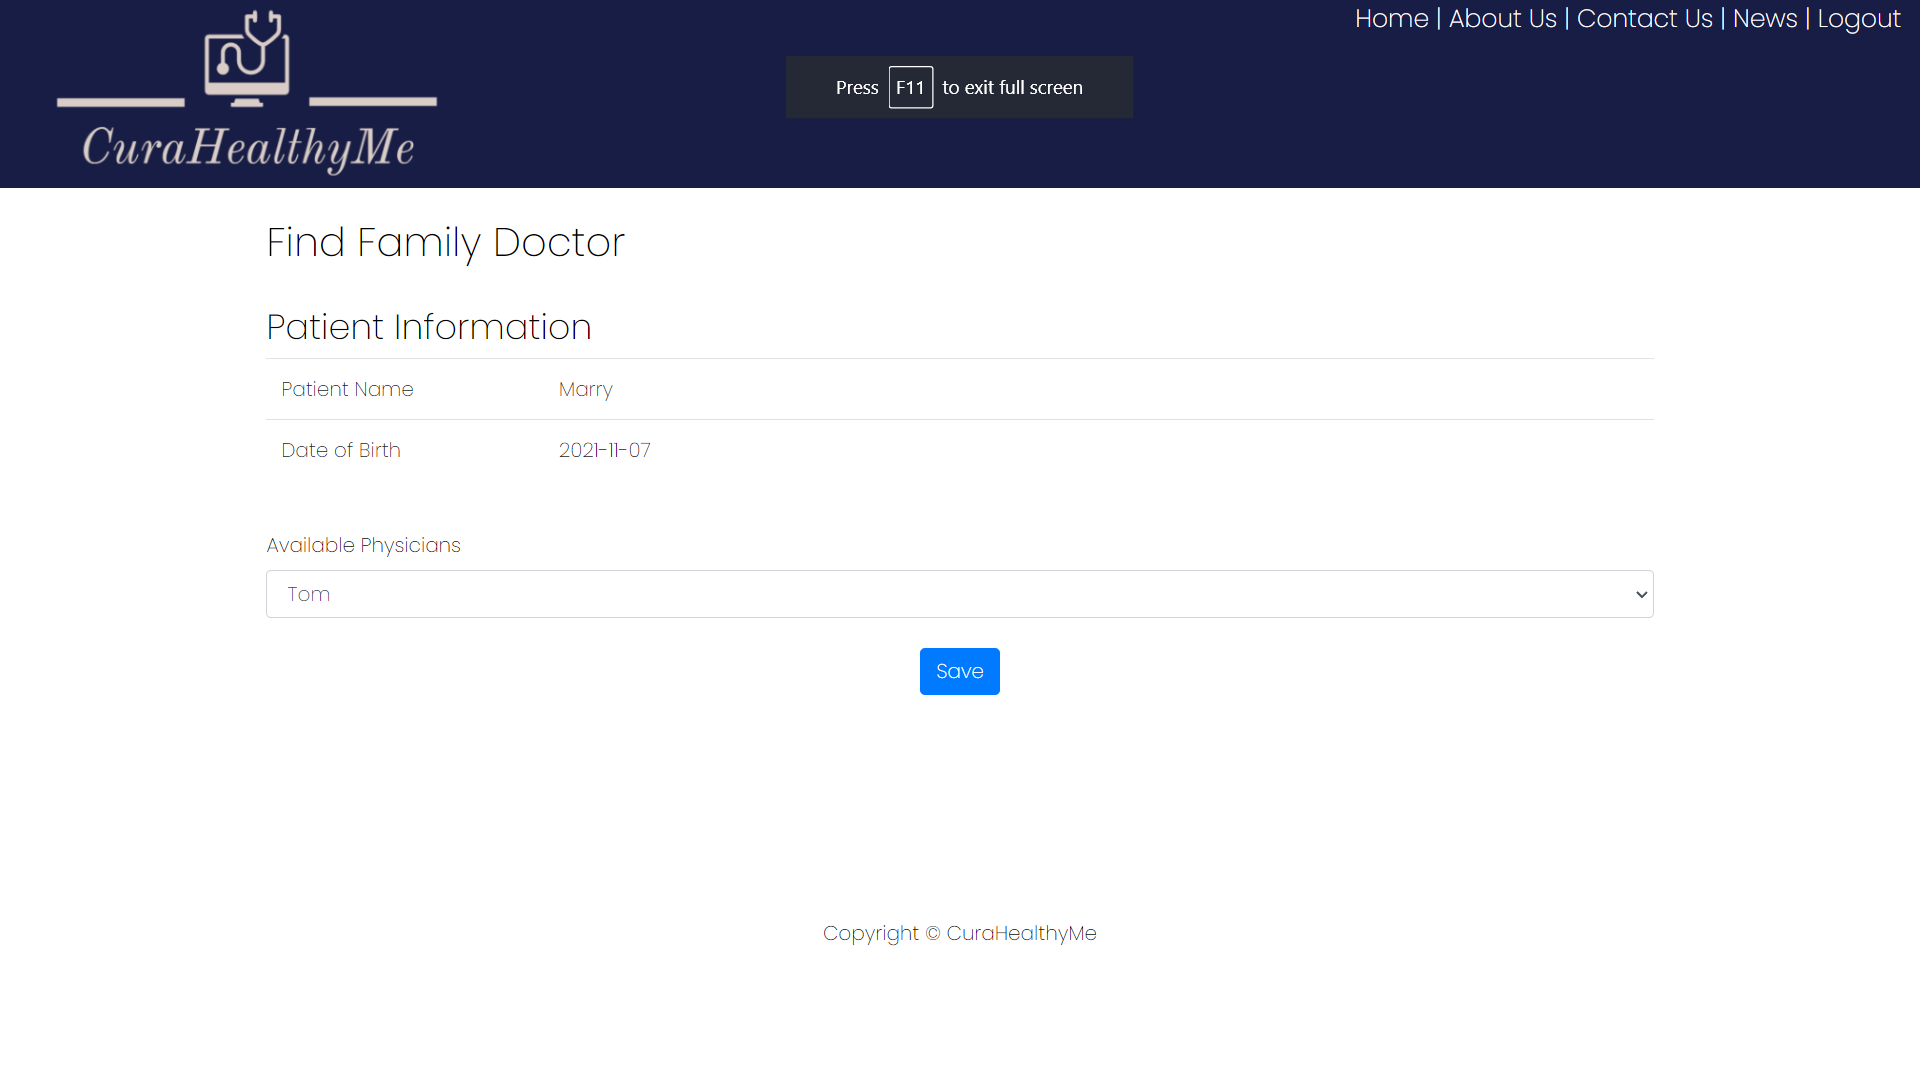 Home | About Us | Contact Us | News | Logout
Press F11 to exit full screen
CuraHealthyMe
Find Family Doctor
Patient Information
Patient Name Marry
Date of Birth 2021-11-07
Available Physicians
Tom
Save
Copyright © CuraHealthyMe